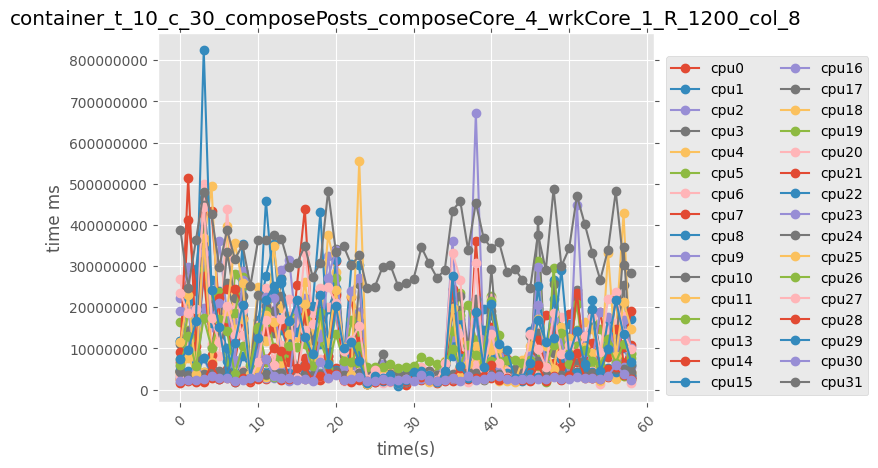 container_t_10_c_30_composePosts_composeCore_4_wrkCore_1_R_1200_col_8
time ms
800000000
700000000
600000000
500000000
400000000
300000000
200000000
100000000
0
0
10
20
30
40
50
60
time(s)
cpu0
cpu1
cpu2
cpu3
cpu4
cpu5
cpu6
cpu7
cpu8
cpu9
cpu10
cpu11
cpu12
cpu13
cpu14
cpu15
cpu16
cpu17
cpu18
cpu19
cpu20
cpu21
cpu22
cpu23
cpu24
cpu25
cpu26
cpu27
cpu28
cpu29
cpu30
cpu31